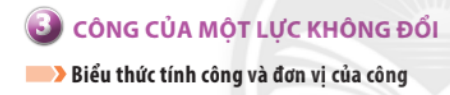 3 CÔNG CỦA MỘT LỰC KHÔNG ĐỔI
Biểu thức tính công và đơn vị của công